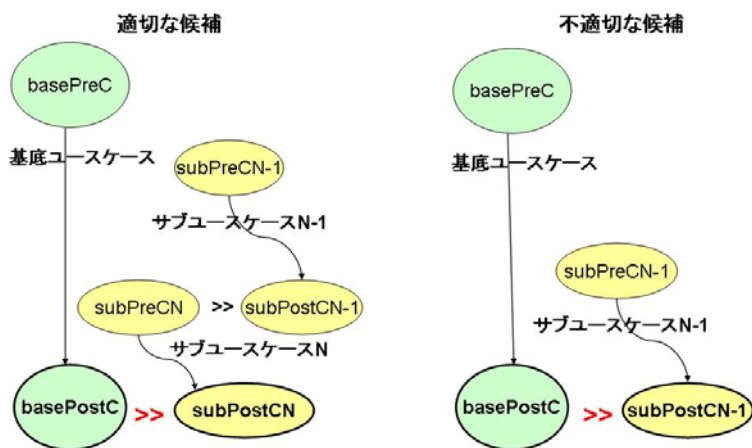 適切な候補
basePreC
基底ユースケース
subPreCN-1
サブユースケースN-1
subPreCN
>>
subPostCN-1
サブユースケースN
basePostC
>>
subPostCN
不適切な候補
basePreC
基底ユースケース
subPreCN-1
サブユースケースN-1
basePostC
>>
subPostCN-1